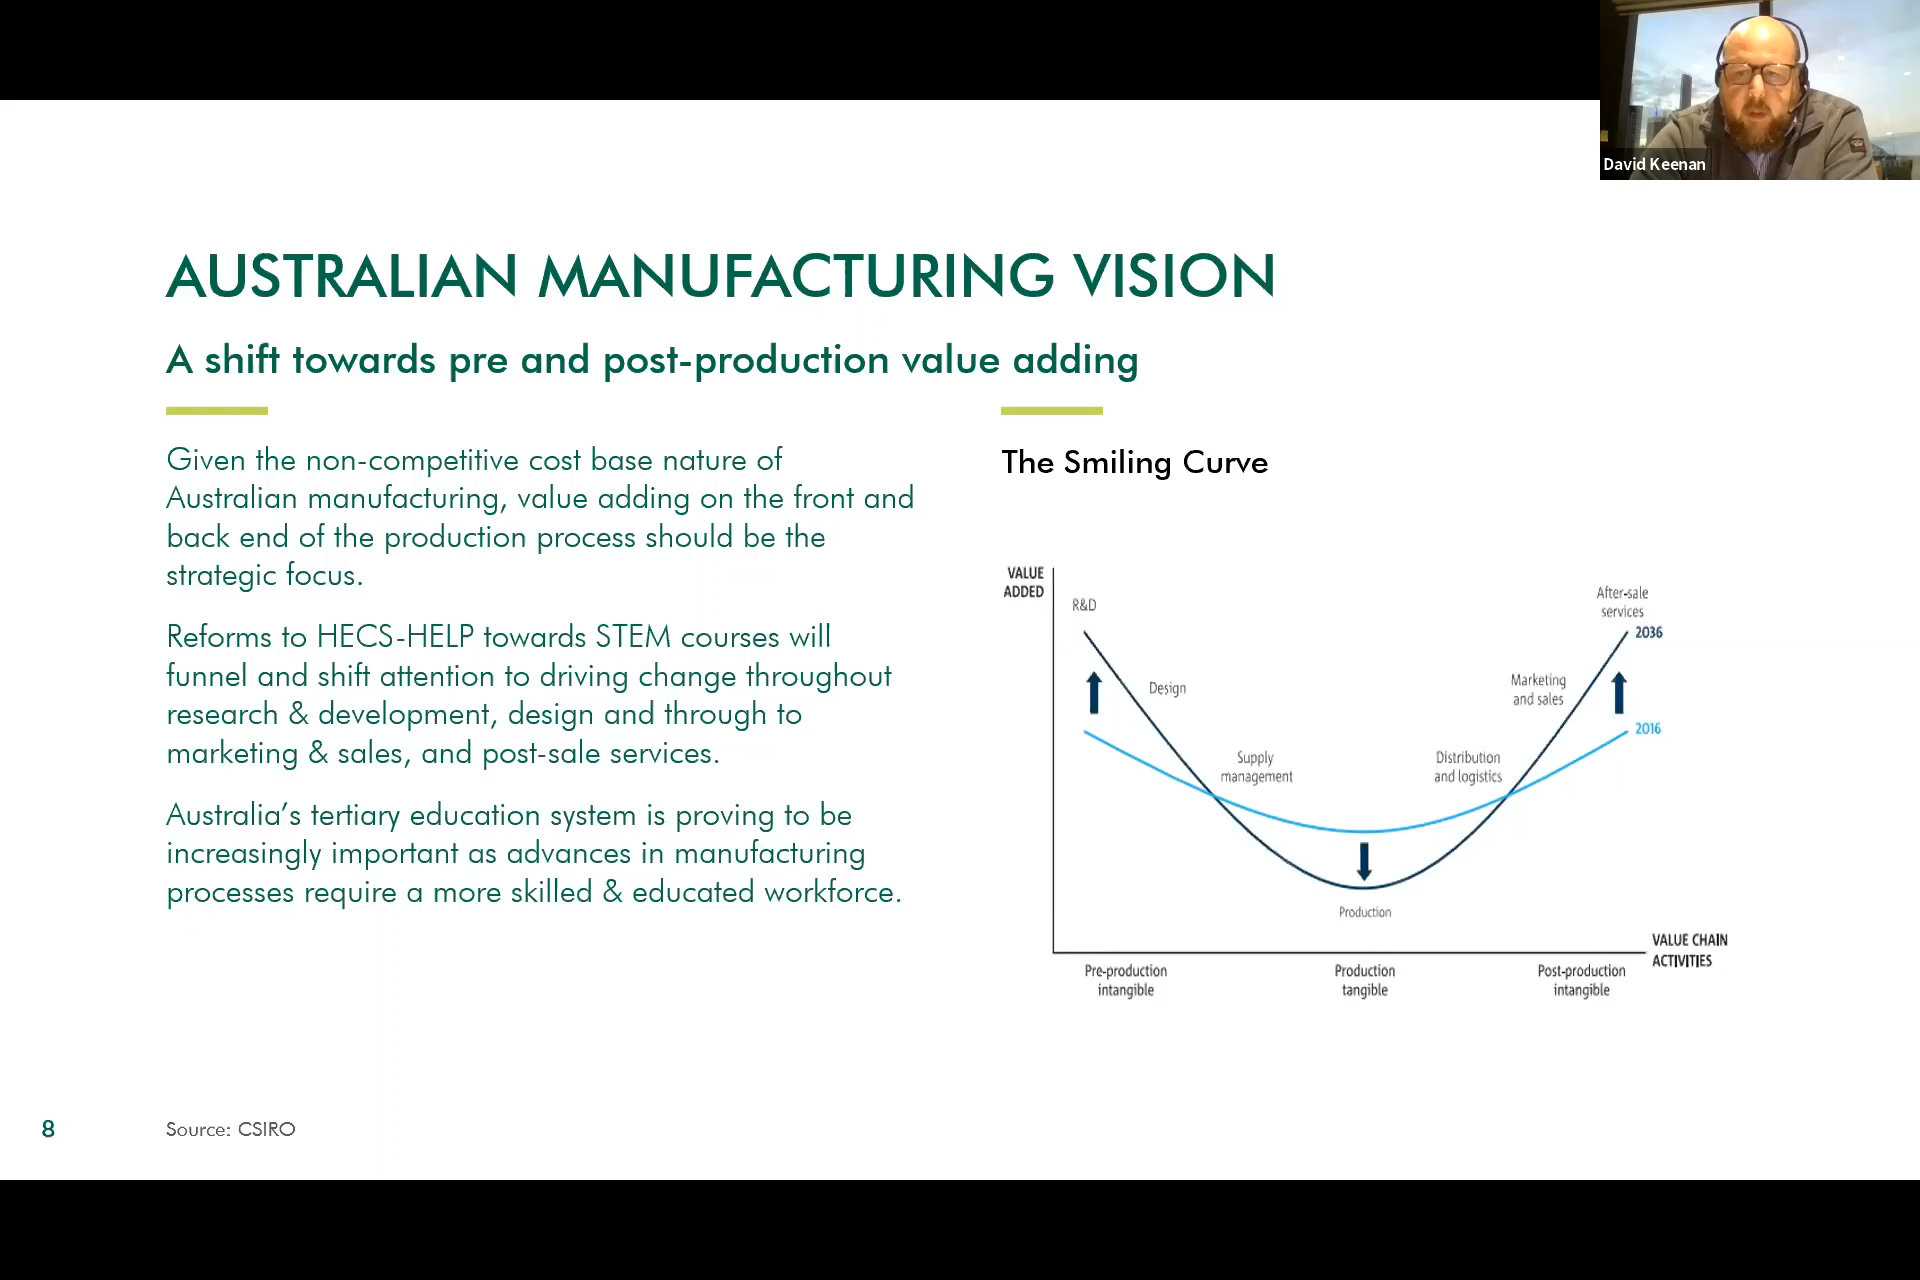 David Keenan
AUSTRALIAN MANUFACTURING VISION
A shift towards pre and post-production value adding
Given the non-competitive cost base nature of
Australian manufacturing, value adding on the front and
back end of the production process should be the
strategic focus.
Reforms to HECS-HELP towards STEM courses will
funnel and shift attention to driving change throughout
research & development, design and through to
marketing & sales, and post-sale services.
Australia’s tertiary education system is proving to be
increasingly important as advances in manufacturing
processes require a more skilled & educated workforce.
The Smiling Curve
VALUE
ADDED
R&D
Design
Supply
management
Production
Distribution
and logistics
Marketing
and sales
After-sale
services
2036
2016
VALUE CHAIN
ACTIVITIES
Pre-production
intangible
Production
tangible
Post-production
intangible
8
Source: CSIRO